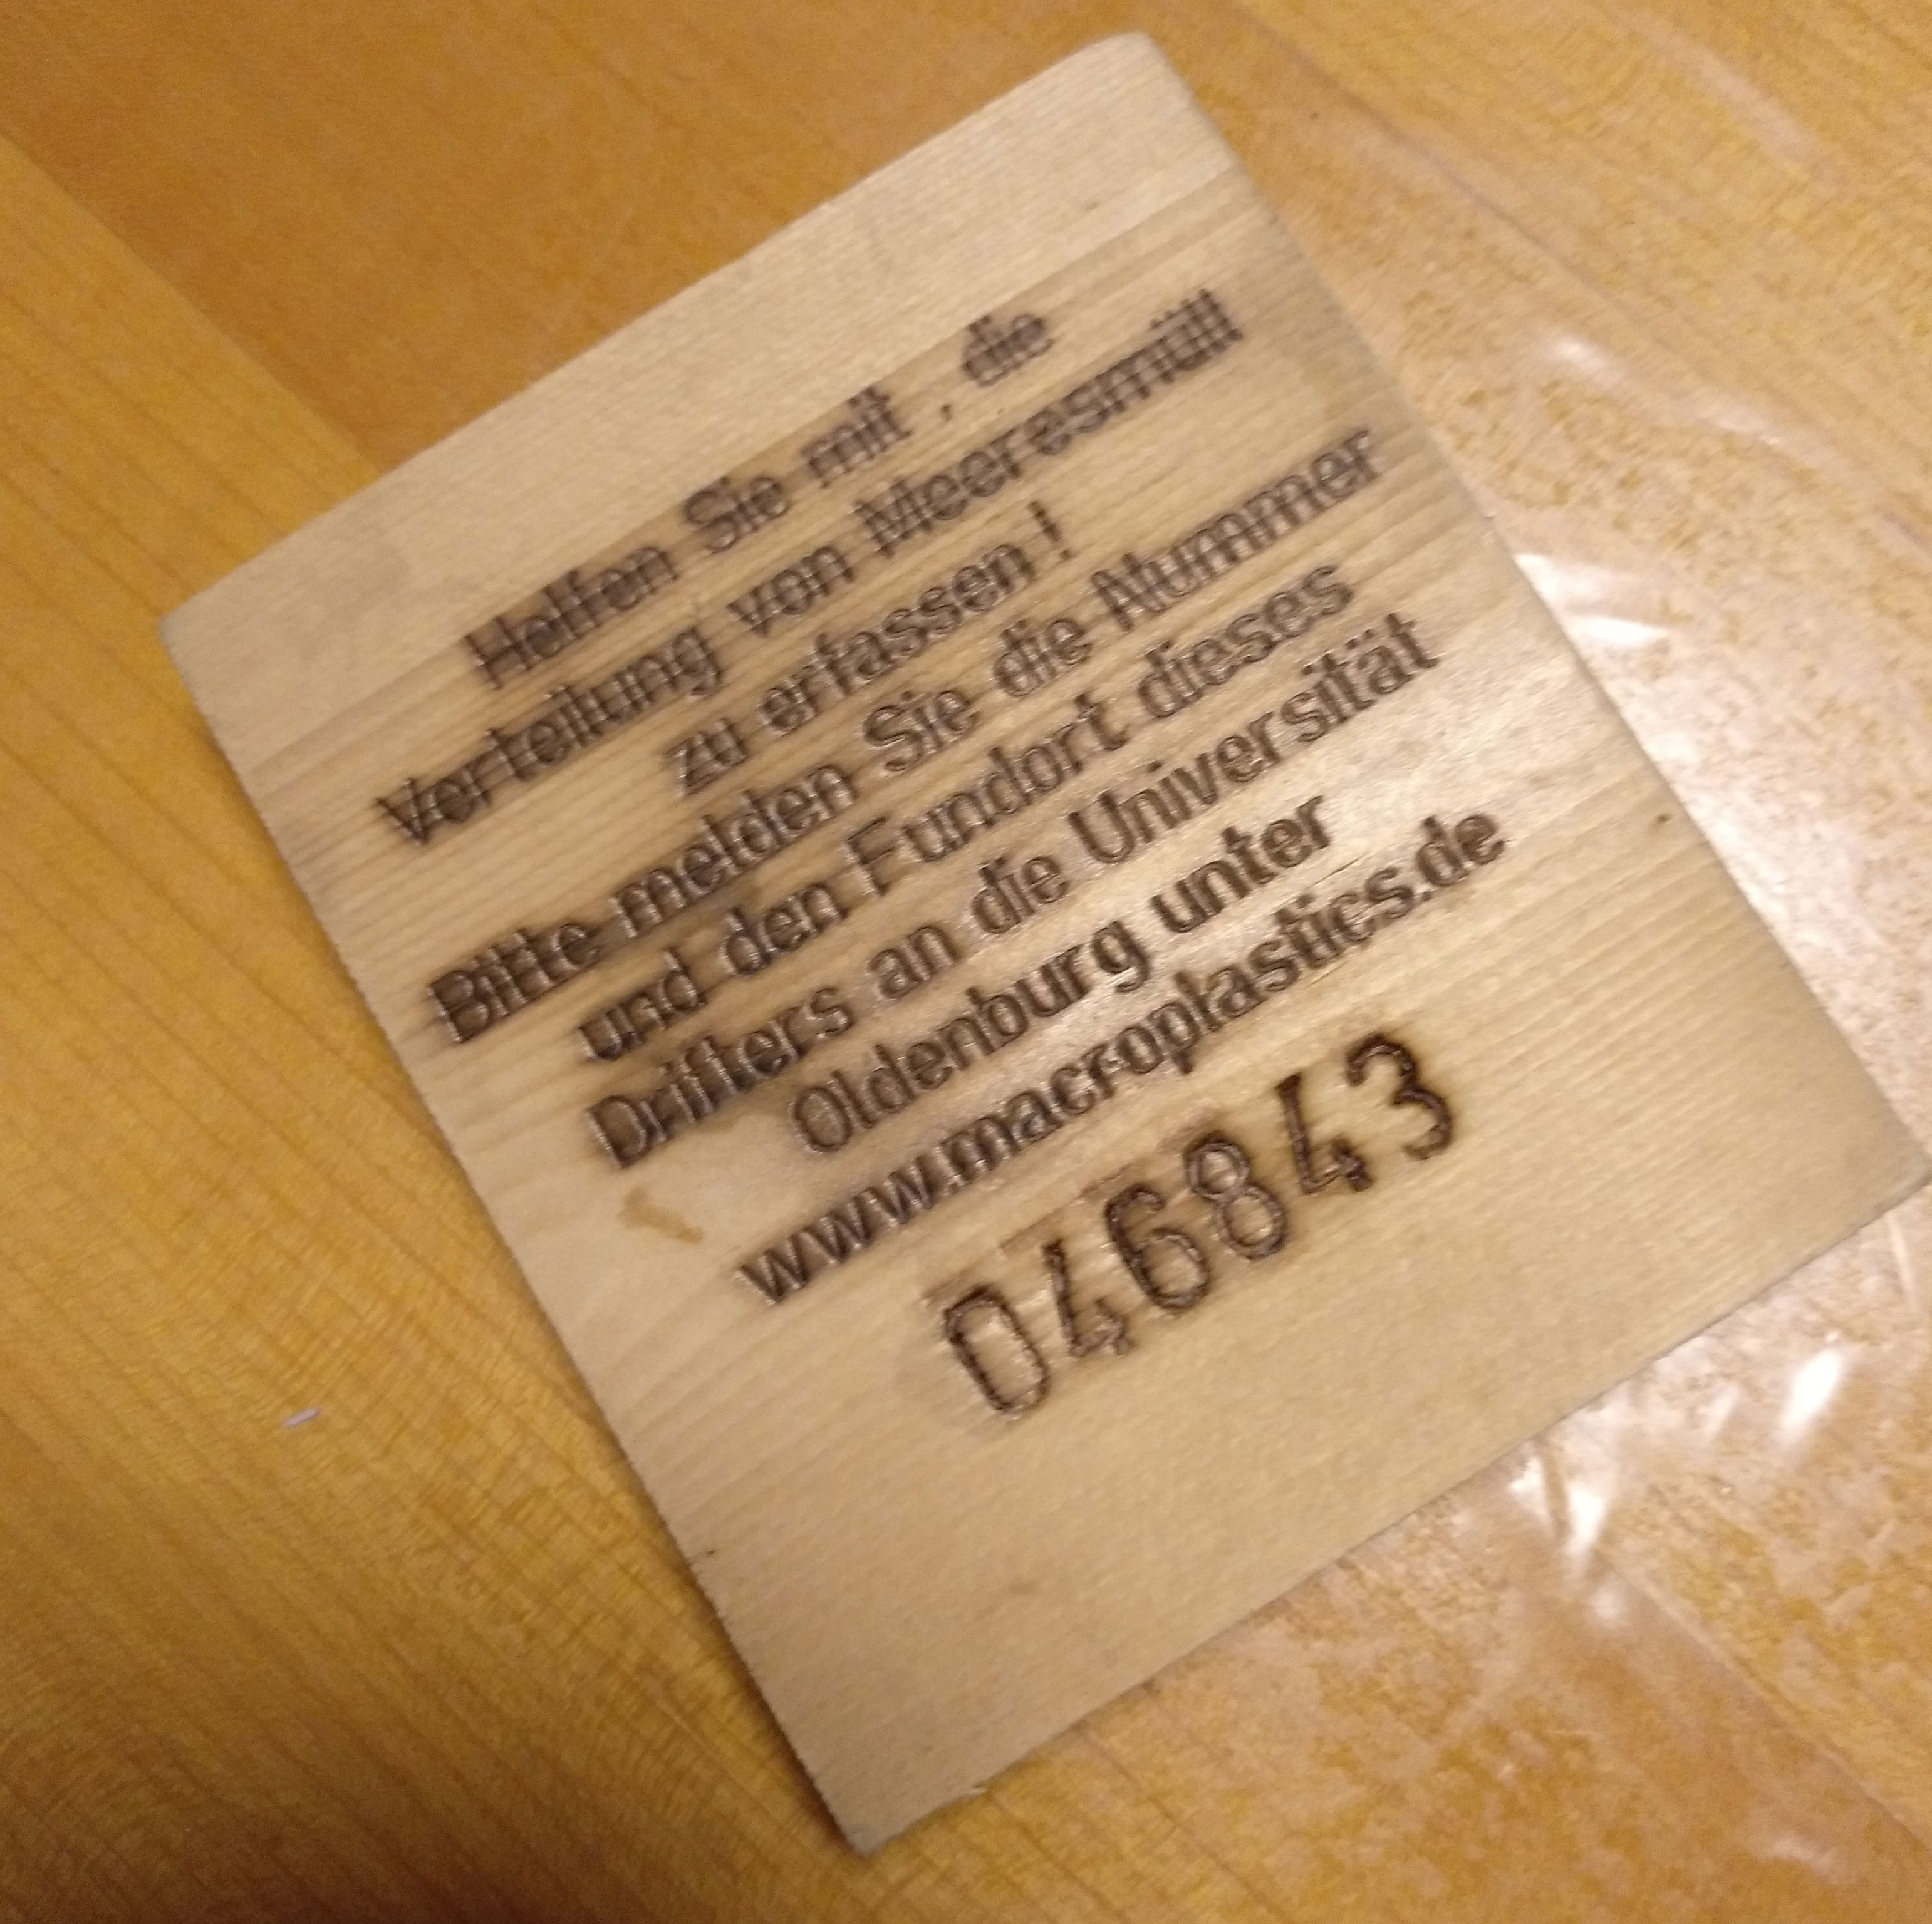 Helfen Sie mit , die
Verteilung von Meeresmüll
zu erfassen !
Bitte melden Sie die Nummer
und den Fundort dieses
Drifters an die Universität
Oldenburg unter
www.macroplastics.de
046843